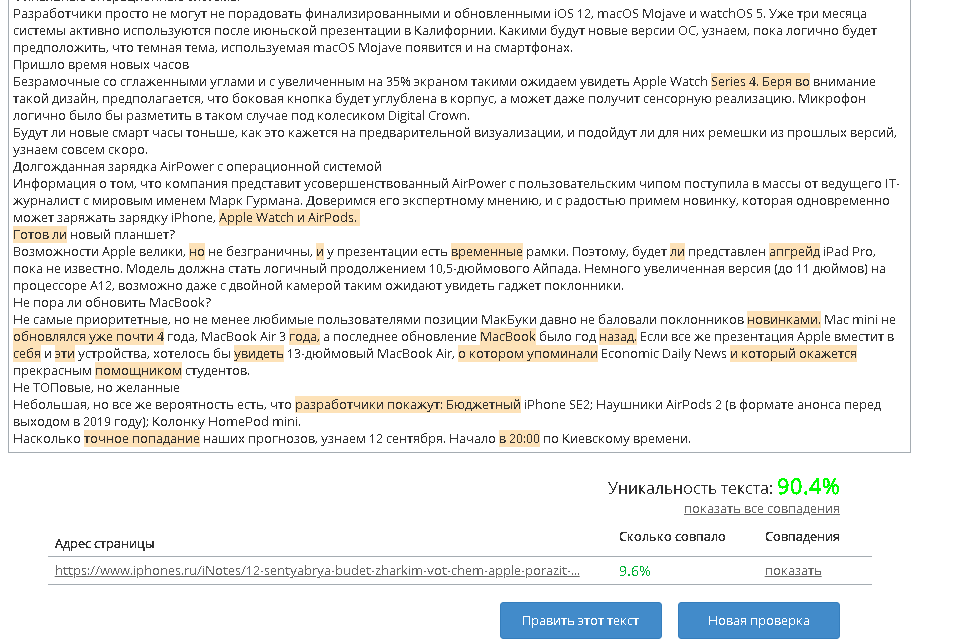 Разработчики просто не могут не порадовать финализированными и обновленными iOS 12, macOS Mojave и watchOS 5. Уже три месяца
системы активно используются после июньской презентации в Калифорнии. Какими будут новые версии ОС, узнаем, пока логично будет
предположить, что темная тема, используемая macOS Mojave появится и на смартфонах.
Пришло время новых часов
Безрамочные со сглаженными углами и с увеличенным на 35% экраном такими ожидаем увидеть Apple Watch Series 4. Беря во внимание
такой дизайн, предполагается, что боковая кнопка будет углублена в корпус, а может даже получит сенсорную реализацию. Микрофон
логично было бы разметить в таком случае под колесиком Digital Crown.
Будут ли новые смарт часы тоньше, как это кажется на предварительной визуализации, и подойдут ли для них ремешки из прошлых версий,
узнаем совсем скоро.
Долгожданная зарядка AirPower с операционной системой
Информация о том, что компания представит усовершенствованный AirPower с пользовательским чипом поступила в массы от ведущего IT-
журналист с мировым именем Марк Гурмана. Доверимся его экспертному мнению, и с радостью примем новинку, которая одновременно
может заряжать зарядку iPhone, Apple Watch и AirPods.
Готов ли новый планшет?
Возможности Apple велики, но не безграничны, и у презентации есть временные рамки. Поэтому, будет ли представлен апгрейд iPad Pro,
пока не известно. Модель должна стать логичный продолжением 10,5-дюймового Айпада. Немного увеличенная версия (до 11 дюймов) на
процессоре А12, возможно даже с двойной камерой таким ожидают увидеть гаджет поклонники.
Не пора ли обновить MacBook?
Не самые приоритетные, но не менее любимые пользователями позиции МакБуки давно не баловали поклонников новинками. Mac mini не
обновлялся уже почти 4 года, MacBook Air 3 года, а последнее обновление MacBook было год назад. Если все же презентация Apple вместит в
себя и эти устройства, хотелось бы увидеть 13-дюймовый MacBook Air, о котором упоминали Economic Daily News и который окажется
прекрасным помощником студентов.
Не ТОПовые, но желанные
Небольшая, но все же вероятность есть, что разработчики покажут: Бюджетный iPhone SE2; Наушники AirPods 2 (в формате анонса перед
выходом в 2019 году); Колонку HomePod mini.
Насколько точное попадание наших прогнозов, узнаем 12 сентября. Начало в 20:00 по Киевскому времени.
Уникальность текста: 90.4%
показать все совпадения
Адрес страницы Сколько совпало Совпадения
https://www.iphones.ru/iNotes/12-sentyabrya-budet-zharkim-vot-chem-apple-porazit-... 9.6% показать
Править этот текст Новая проверка